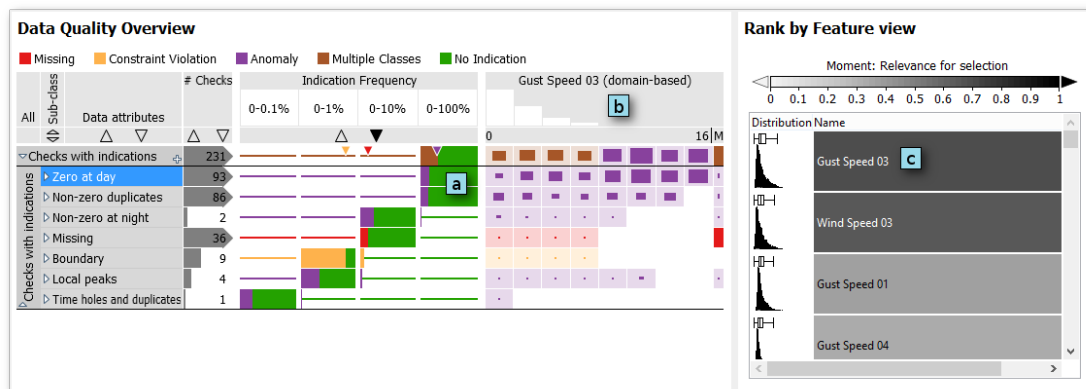 Data Quality Overview
Missing Constraint Violation Anomaly Multiple Classes No Indication
All Sub-class Data attributes # Checks Indication Frequency Gust Speed 03 (domain-based)
0-0.1% 0-1% 0-10% 0-100% b
0 16 M
Checks with indications 231
Checks with indications
Zero at day 93 a
Non-zero duplicates 86
Non-zero at night 2
Missing 36
Boundary 9
Local peaks 4
Time holes and duplicates 1
Rank by Feature view
Moment: Relevance for selection
0 0.1 0.2 0.3 0.4 0.5 0.6 0.7 0.8 0.9 1
Distribution Name
Gust Speed 03 c
Wind Speed 03
Gust Speed 01
Gust Speed 04